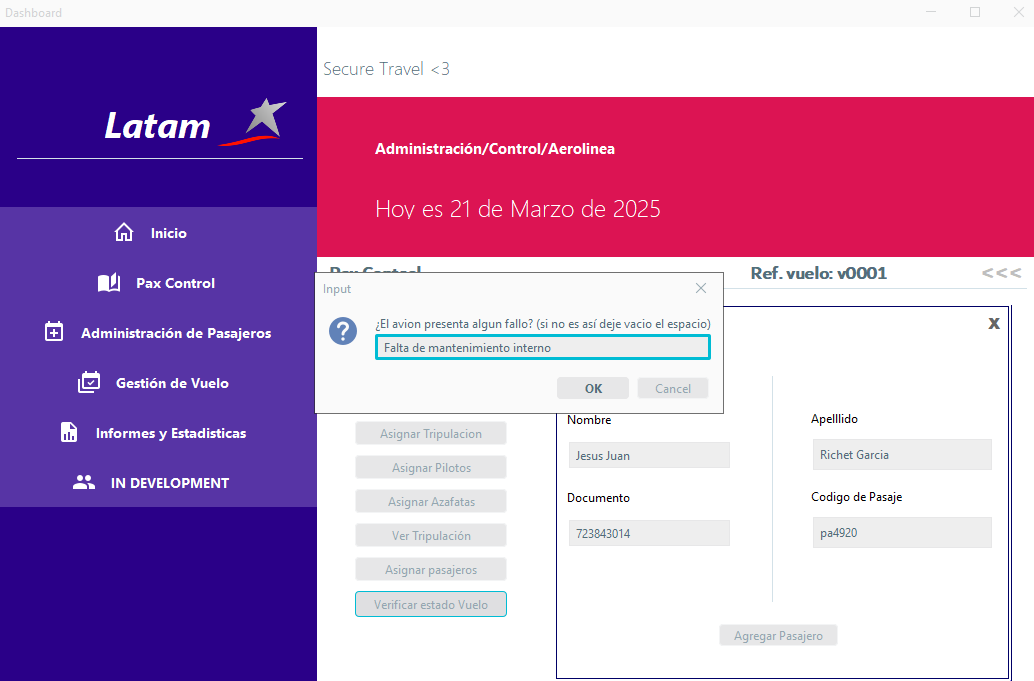 Dashboard
Latam
Inicio
Pax Control
Administración de Pasajeros
Gestión de Vuelo
Informes y Estadisticas
IN DEVELOPMENT
Secure Travel <3
Administración/Control/Aerolinea
Hoy es 21 de Marzo de 2025
Pax Control
Ref. vuelo: v0001
<<<
Input
¿El avion presenta algun fallo? (si no es así deje vacio el espacio)
Falta de mantenimiento interno
OK
Cancel
Asignar Tripulacion
Asignar Pilotos
Asignar Azafatas
Ver Tripulación
Asignar pasajeros
Verificar estado Vuelo
X
Nombre
Apelllido
Jesus Juan
Richet Garcia
Documento
Codigo de Pasaje
723843014
pa4920
Agregar Pasajero